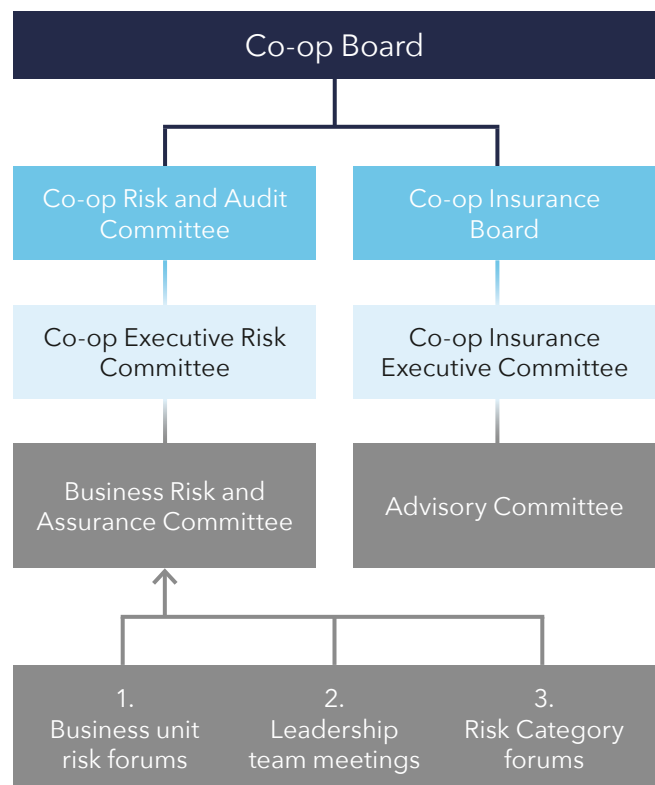 Co-op Board
Co-op Risk and Audit
Committee
Co-op Insurance
Board
Co-op Executive Risk
Committee
Co-op Insurance
Executive Committee
Business Risk and
Assurance Committee
Advisory Committee
1.
Business unit
risk forums
2.
Leadership
team meetings
3.
Risk Category
forums